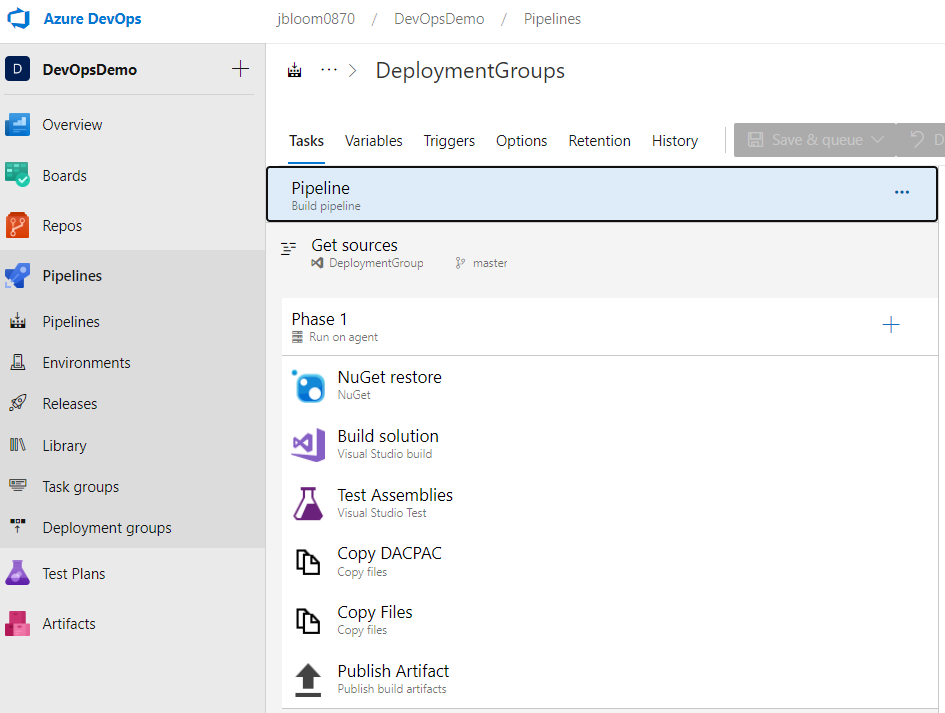 Azure DevOps
jbloom0870 / DevOpsDemo / Pipelines
D DevOpsDemo
Overview
Boards
Repos
Pipelines
Pipelines
Environments
Releases
Library
Task groups
Deployment groups
Test Plans
Artifacts
... > DeploymentGroups
Tasks Variables Triggers Options Retention History Save & queue D
Pipeline
Build pipeline
Get sources
DeploymentGroup master
Phase 1
Run on agent
NuGet restore
NuGet
Build solution
Visual Studio build
Test Assemblies
Visual Studio Test
Copy DACPAC
Copy files
Copy Files
Copy files
Publish Artifact
Publish build artifacts